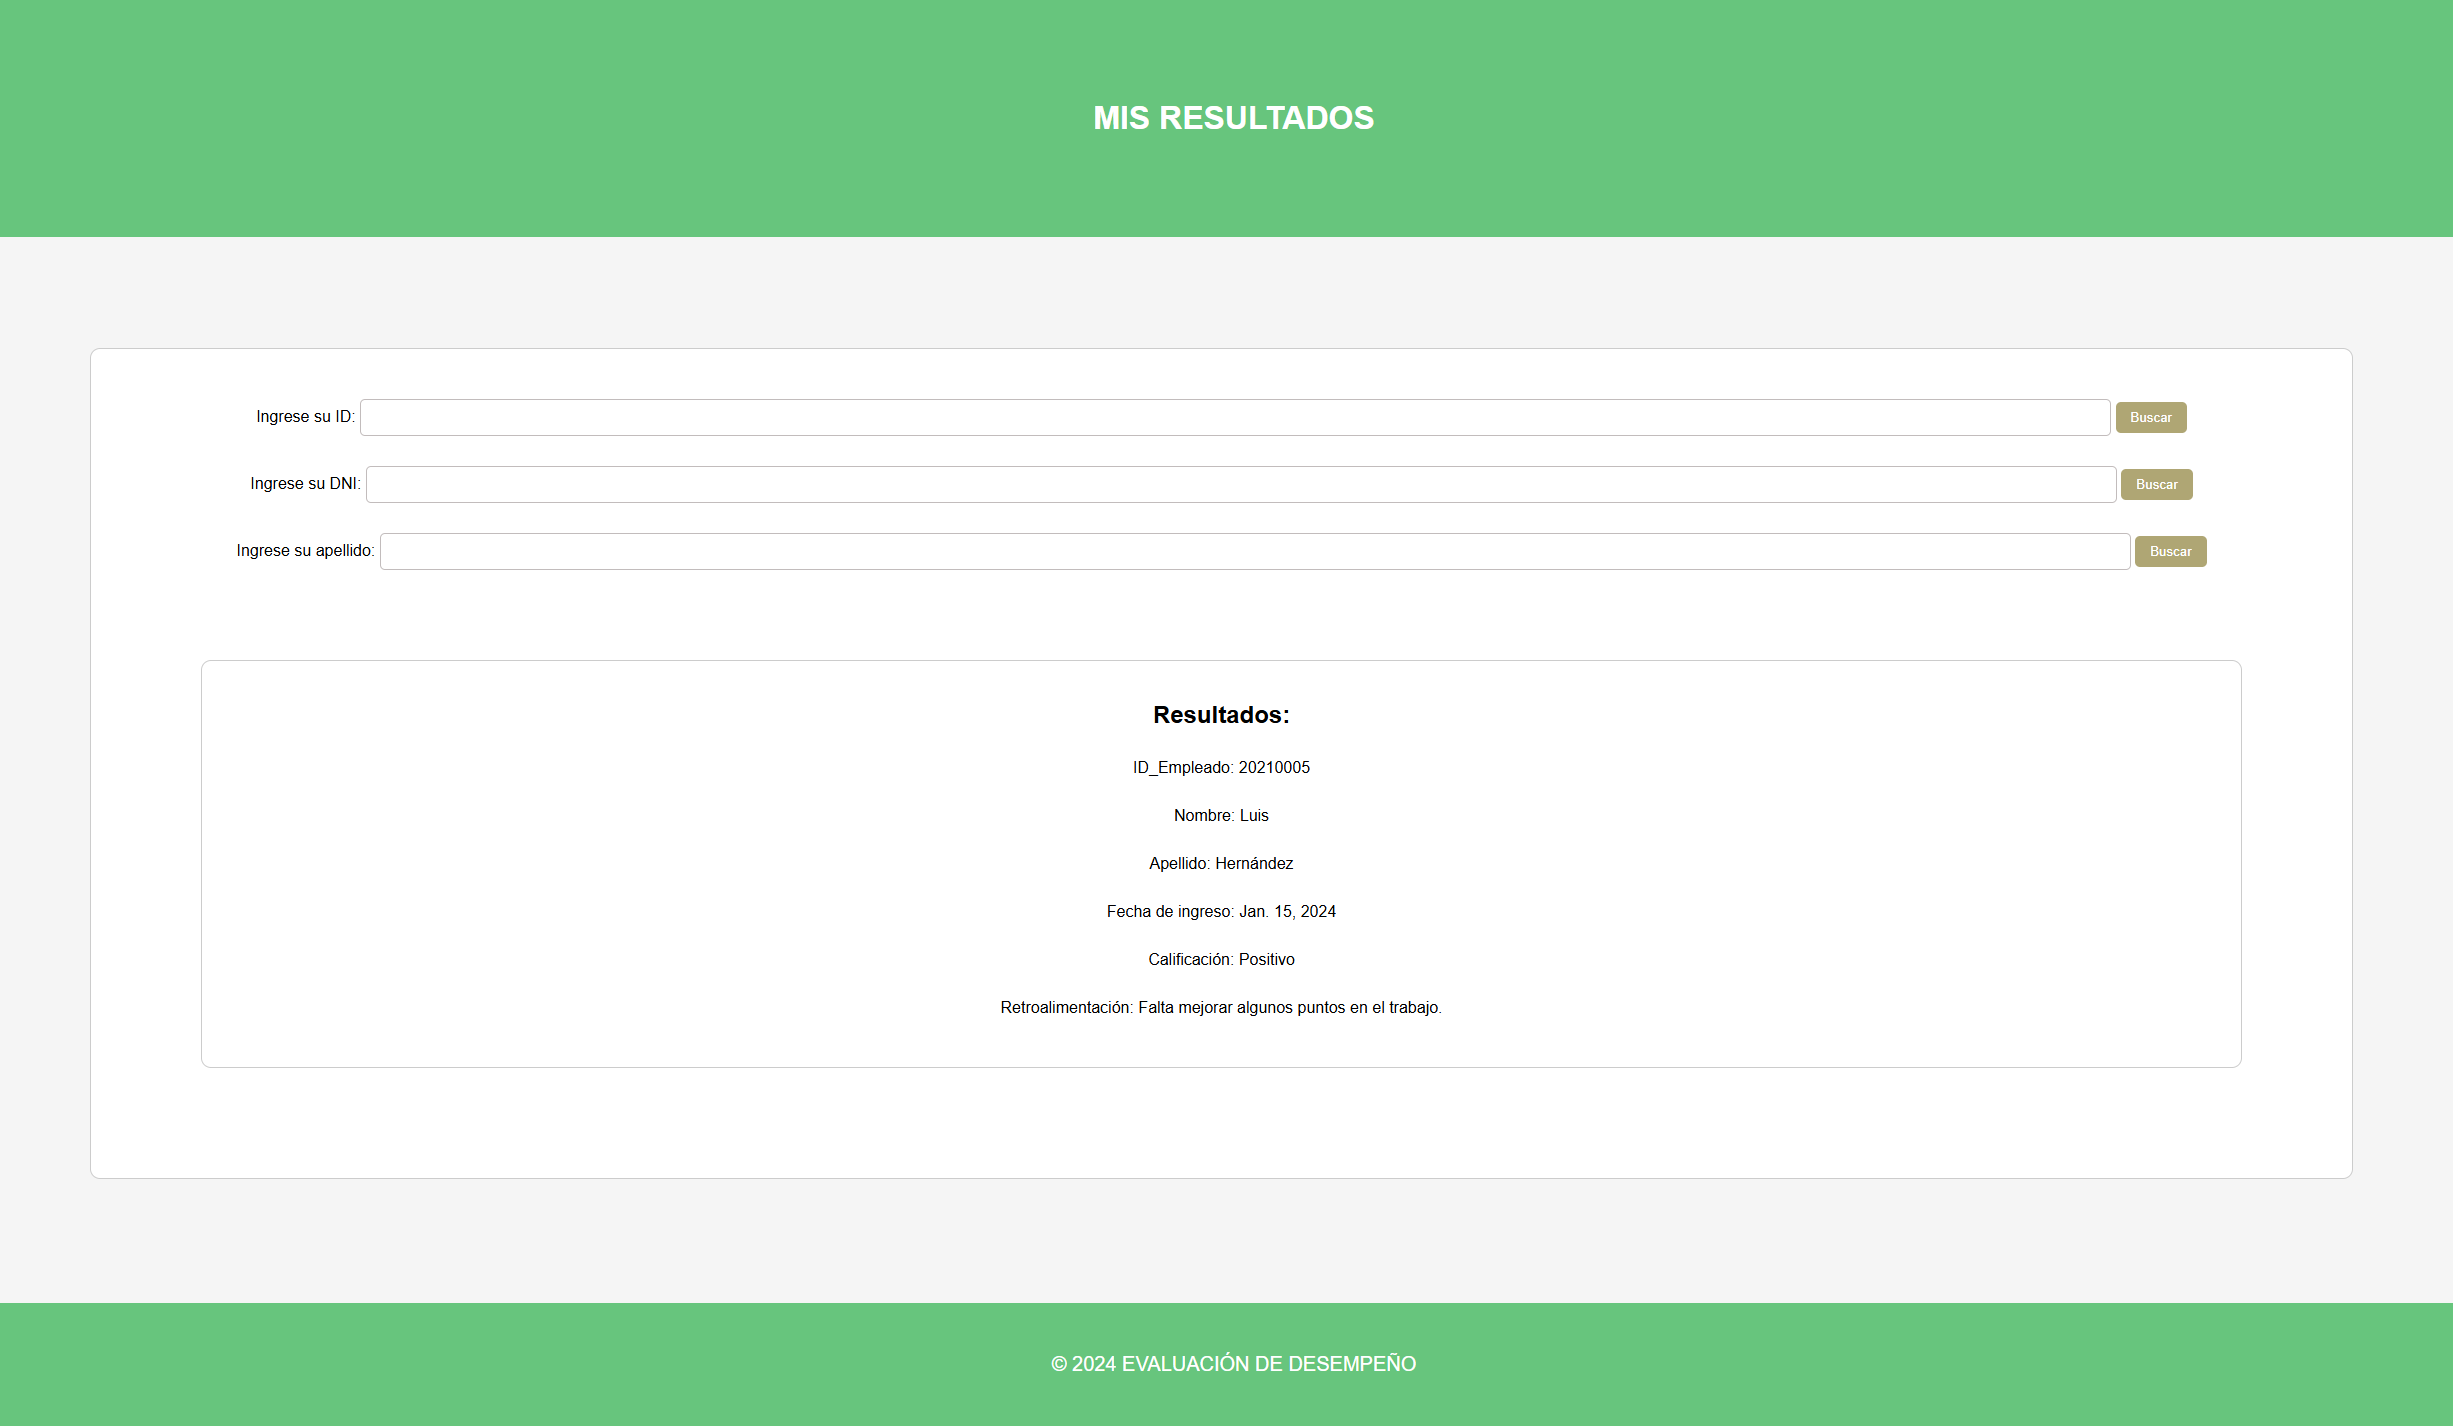 MIS RESULTADOS
Ingrese su ID: Buscar
Ingrese su DNI: Buscar
Ingrese su apellido: Buscar
Resultados:
ID_Empleado: 20210005
Nombre: Luis
Apellido: Hernández
Fecha de ingreso: Jan. 15, 2024
Calificación: Positivo
Retroalimentación: Falta mejorar algunos puntos en el trabajo.
© 2024 EVALUACIÓN DE DESEMPEÑO